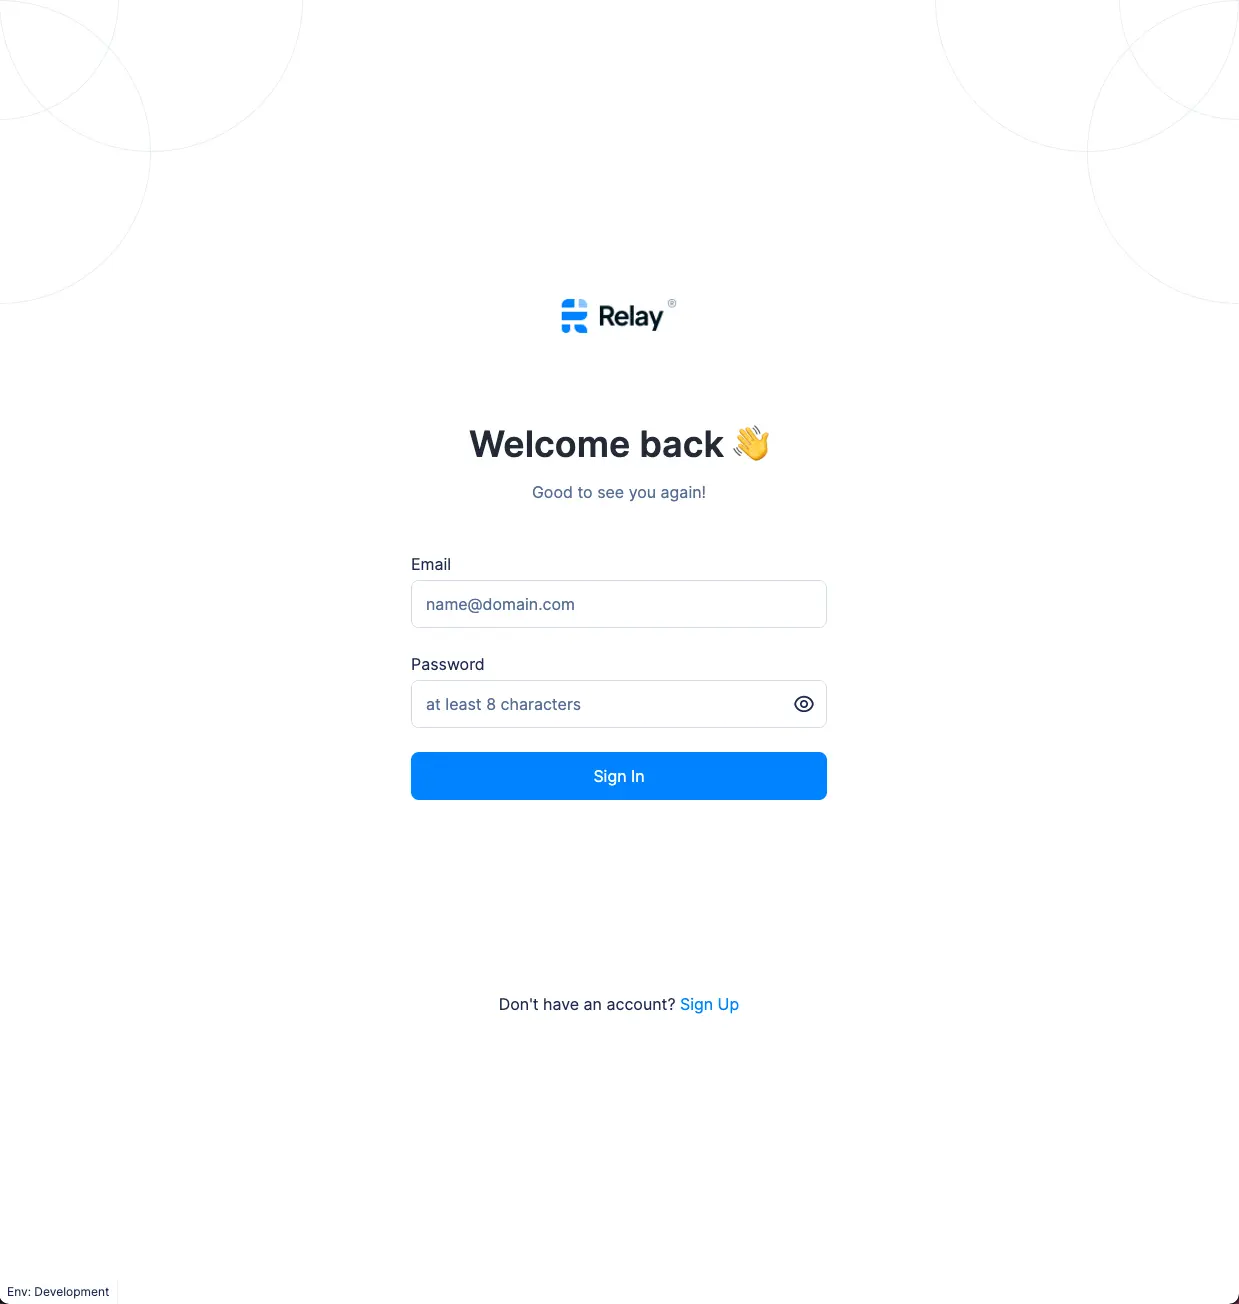 Relay ®
Welcome back 👋
Good to see you again!
Email
name@domain.com
Password
at least 8 characters
Sign In
Don't have an account? Sign Up
Env: Development